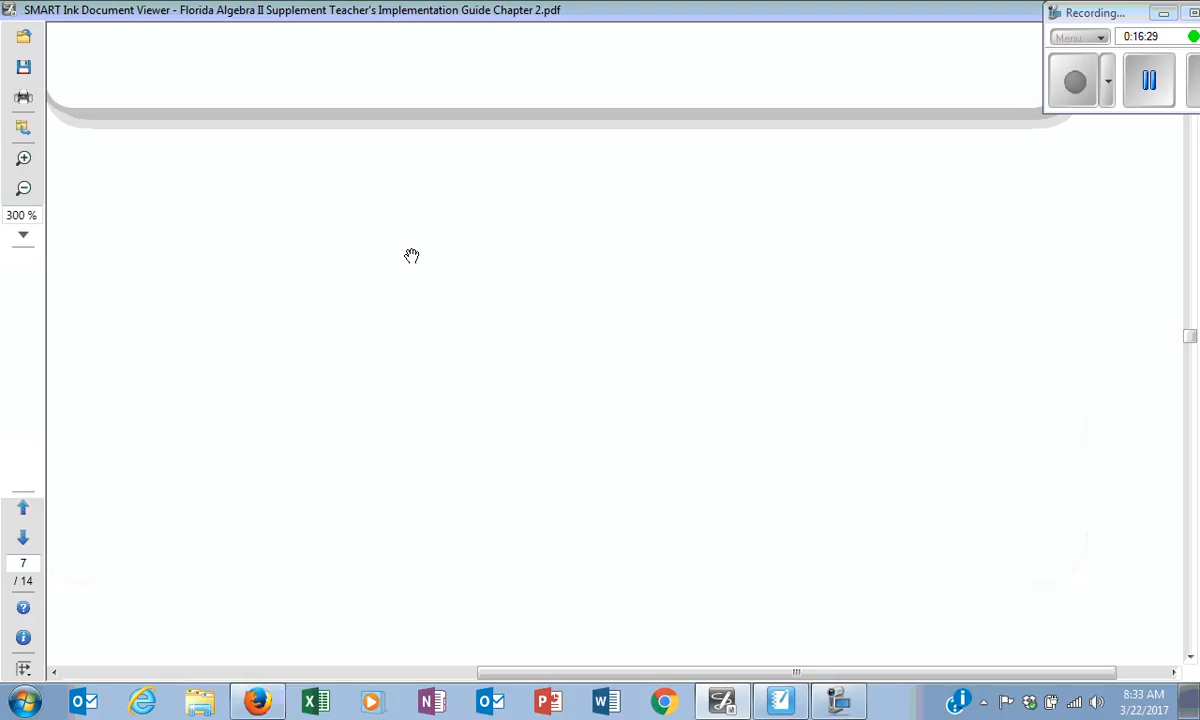 SMART Ink Document Viewer - Florida Algebra II Supplement Teacher's Implementation Guide Chapter 2.pdf
Recording...
Menu
0:16:29
300 %
7
/ 14
8:33 AM
3/22/2017